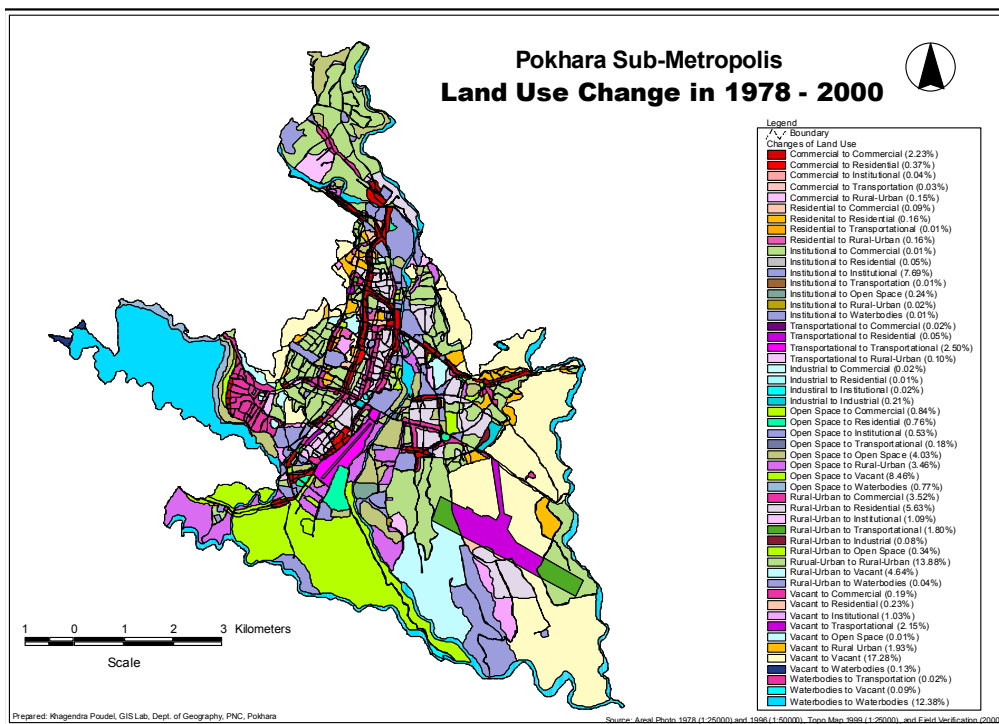 Pokhara Sub-Metropolis
Land Use Change in 1978 - 2000
Legend
Boundary
Changes of Land Use
Commercial to Commercial (2.23%)
Commercial to Residential (0.37%)
Commercial to Institutional (0.04%)
Commercial to Transportation (0.03%)
Commercial to Rural-Urban (0.15%)
Residential to Commercial (0.09%)
Residenital to Residential (0.16%)
Residential to Transportational (0.01%)
Residential to Rural-Urban (0.16%)
Institutional to Commercial (0.01%)
Institutional to Residential (0.05%)
Institutional to Institutional (7.69%)
Institutional to Transportation (0.01%)
Institutional to Open Space (0.24%)
Institutional to Rural-Urban (0.02%)
Institutional to Waterbodies (0.01%)
Transportational to Commercial (0.02%)
Transportational to Residential (0.05%)
Transportational to Transportational (2.50%)
Transportational to Rural-Urban (0.10%)
Industrial to Commercial (0.02%)
Industrial to Residential (0.01%)
Industrial to Institutional (0.02%)
Industrial to Industrial (0.21%)
Open Space to Commercial (0.84%)
Open Space to Residential (0.76%)
Open Space to Institutional (0.53%)
Open Space to Transportational (0.18%)
Open Space to Open Space (4.03%)
Open Space to Rural-Urban (3.46%)
Open Space to Vacant (8.46%)
Open Space to Waterbodies (0.77%)
Rural-Urban to Commercial (3.52%)
Rural-Urban to Residential (5.63%)
Rural-Urban to Institutional (1.09%)
Rural-Urban to Transportational (1.80%)
Rural-Urban to Industrial (0.08%)
Rural-Urban to Open Space (0.34%)
Rurual-Urban to Rural-Urban (13.88%)
Rural-Urban to Vacant (4.64%)
Rural-Urban to Waterbodies (0.04%)
Vacant to Commercial (0.19%)
Vacant to Residential (0.23%)
Vacant to Institutional (1.03%)
Vacant to Trasportational (2.15%)
Vacant to Open Space (0.01%)
Vacant to Rural Urban (1.93%)
Vacant to Vacant (17.28%)
Vacant to Waterbodies (0.13%)
Waterbodies to Transportation (0.02%)
Waterbodies to Vacant (0.09%)
Waterbodies to Waterbodies (12.38%)
1 0 1 2 3 Kilometers
Scale
Prepared: Khagendra Poudel, GIS Lab, Dept. of Geography, PNC, Pokhara
Source: Areal Photo 1978 (1:25000) and 1996 (1:50000), Topo Map 1999 (1:25000), and Field Verification (2000)